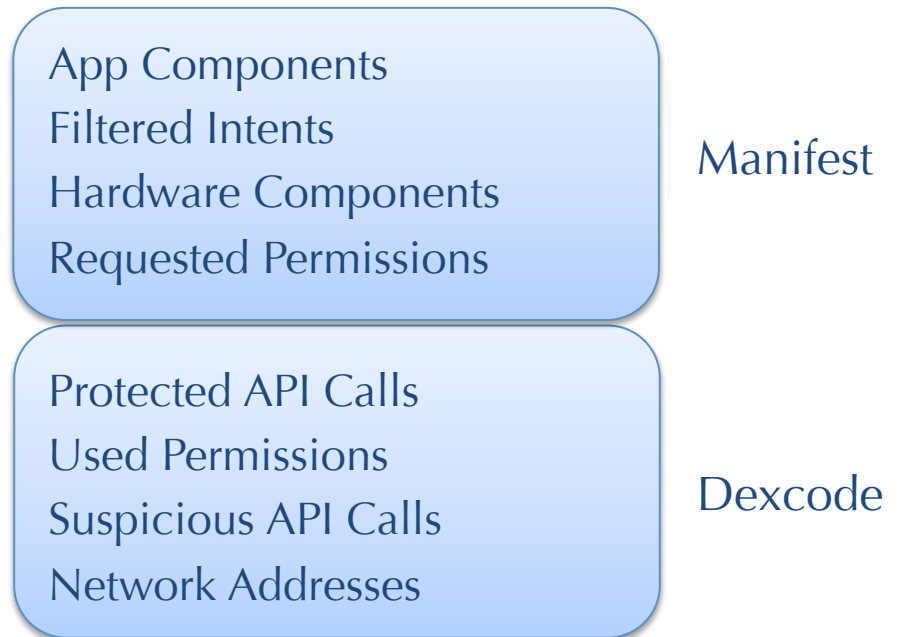 App Components
Filtered Intents
Hardware Components
Requested Permissions
Manifest
Protected API Calls
Used Permissions
Suspicious API Calls
Network Addresses
Dexcode